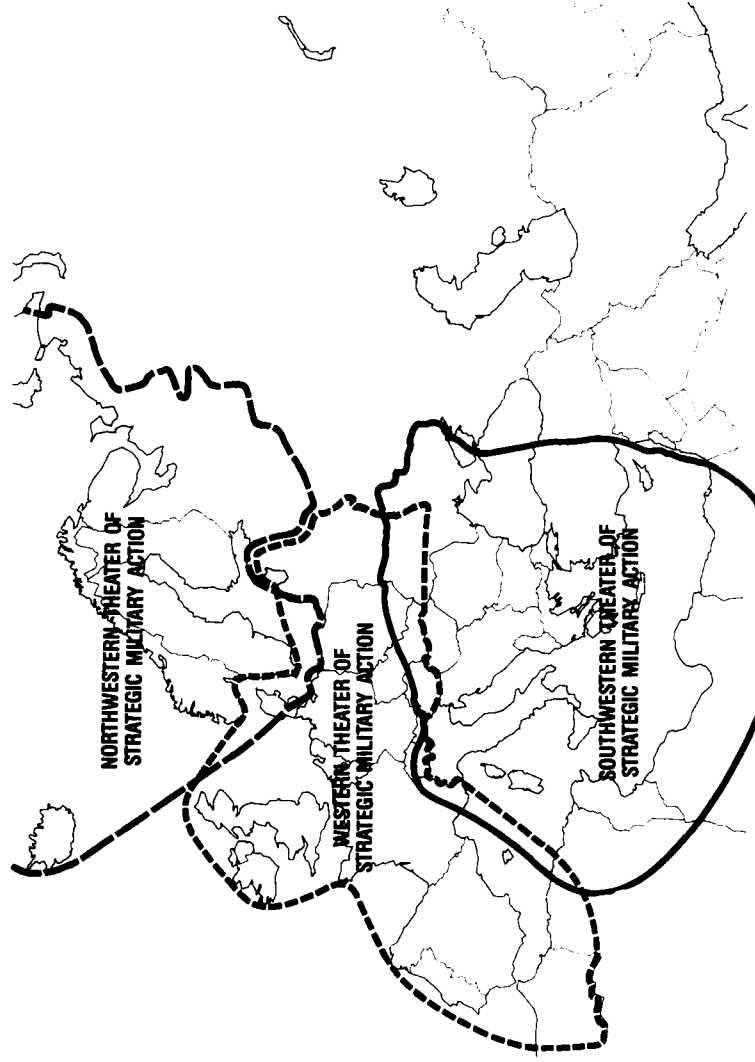 NORTHWESTERN THEATER OF
STRATEGIC MILITARY ACTION
WESTERN THEATER OF
STRATEGIC MILITARY ACTION
SOUTHWESTERN THEATER OF
STRATEGIC MILITARY ACTION